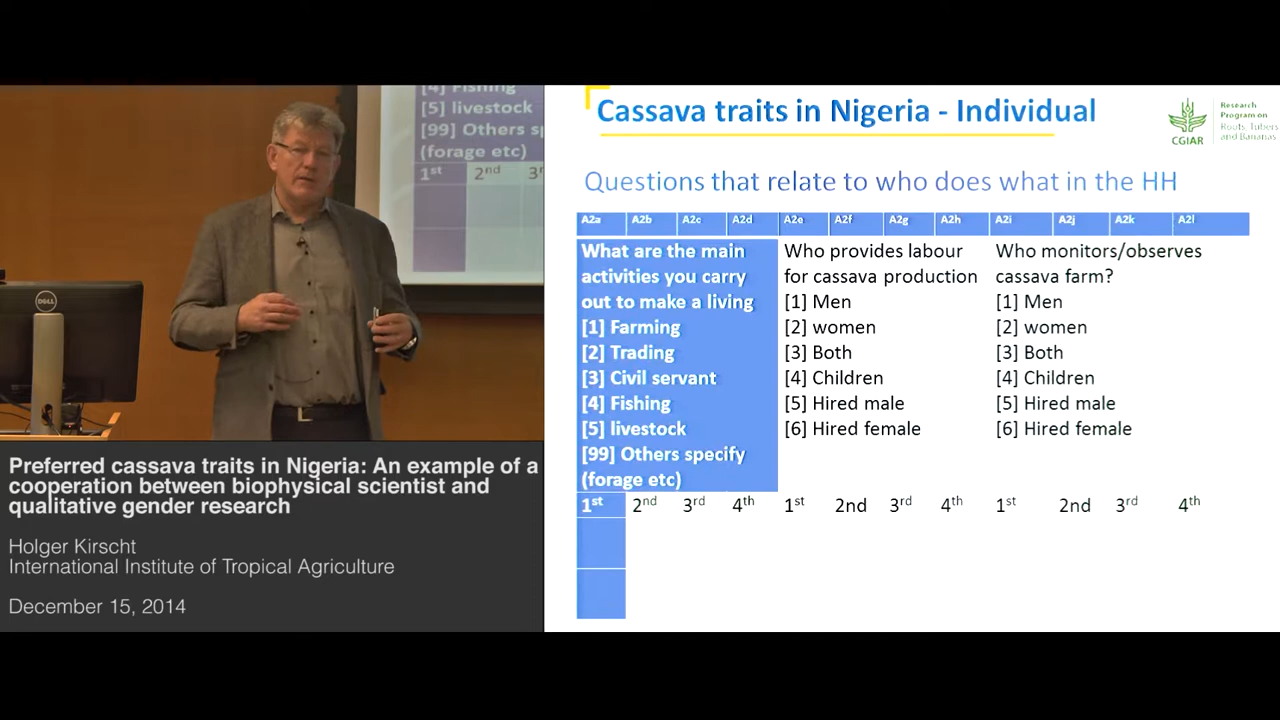 [4] Fishing
[5] livestock
[99] Others sp
(forage etc)
1st 2nd 3r
DELL
Preferred cassava traits in Nigeria: An example of a
cooperation between biophysical scientist and
qualitative gender research
Holger Kirscht
International Institute of Tropical Agriculture
December 15, 2014
Cassava traits in Nigeria - Individual
CGIAR
Research
Program on
Roots, Tubers
and Bananas
Questions that relate to who does what in the HH
A2a A2b A2c A2d A2e A2f A2g A2h A2i A2j A2k A2l
What are the main
activities you carry
out to make a living
[1] Farming
[2] Trading
[3] Civil servant
[4] Fishing
[5] livestock
[99] Others specify
(forage etc)
Who provides labour
for cassava production
[1] Men
[2] women
[3] Both
[4] Children
[5] Hired male
[6] Hired female
Who monitors/observes
cassava farm?
[1] Men
[2] women
[3] Both
[4] Children
[5] Hired male
[6] Hired female
1st 2nd 3rd 4th 1st 2nd 3rd 4th 1st 2nd 3rd 4th